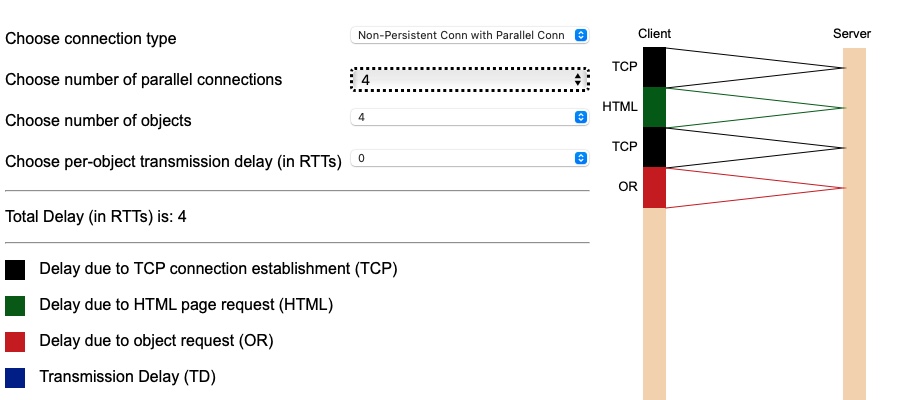 Choose connection type
Non-Persistent Conn with Parallel Conn
Choose number of parallel connections
4
Choose number of objects
4
Choose per-object transmission delay (in RTTs)
0
Total Delay (in RTTs) is: 4
Delay due to TCP connection establishment (TCP)
Delay due to HTML page request (HTML)
Delay due to object request (OR)
Transmission Delay (TD)
Client
Server
TCP
HTML
TCP
OR